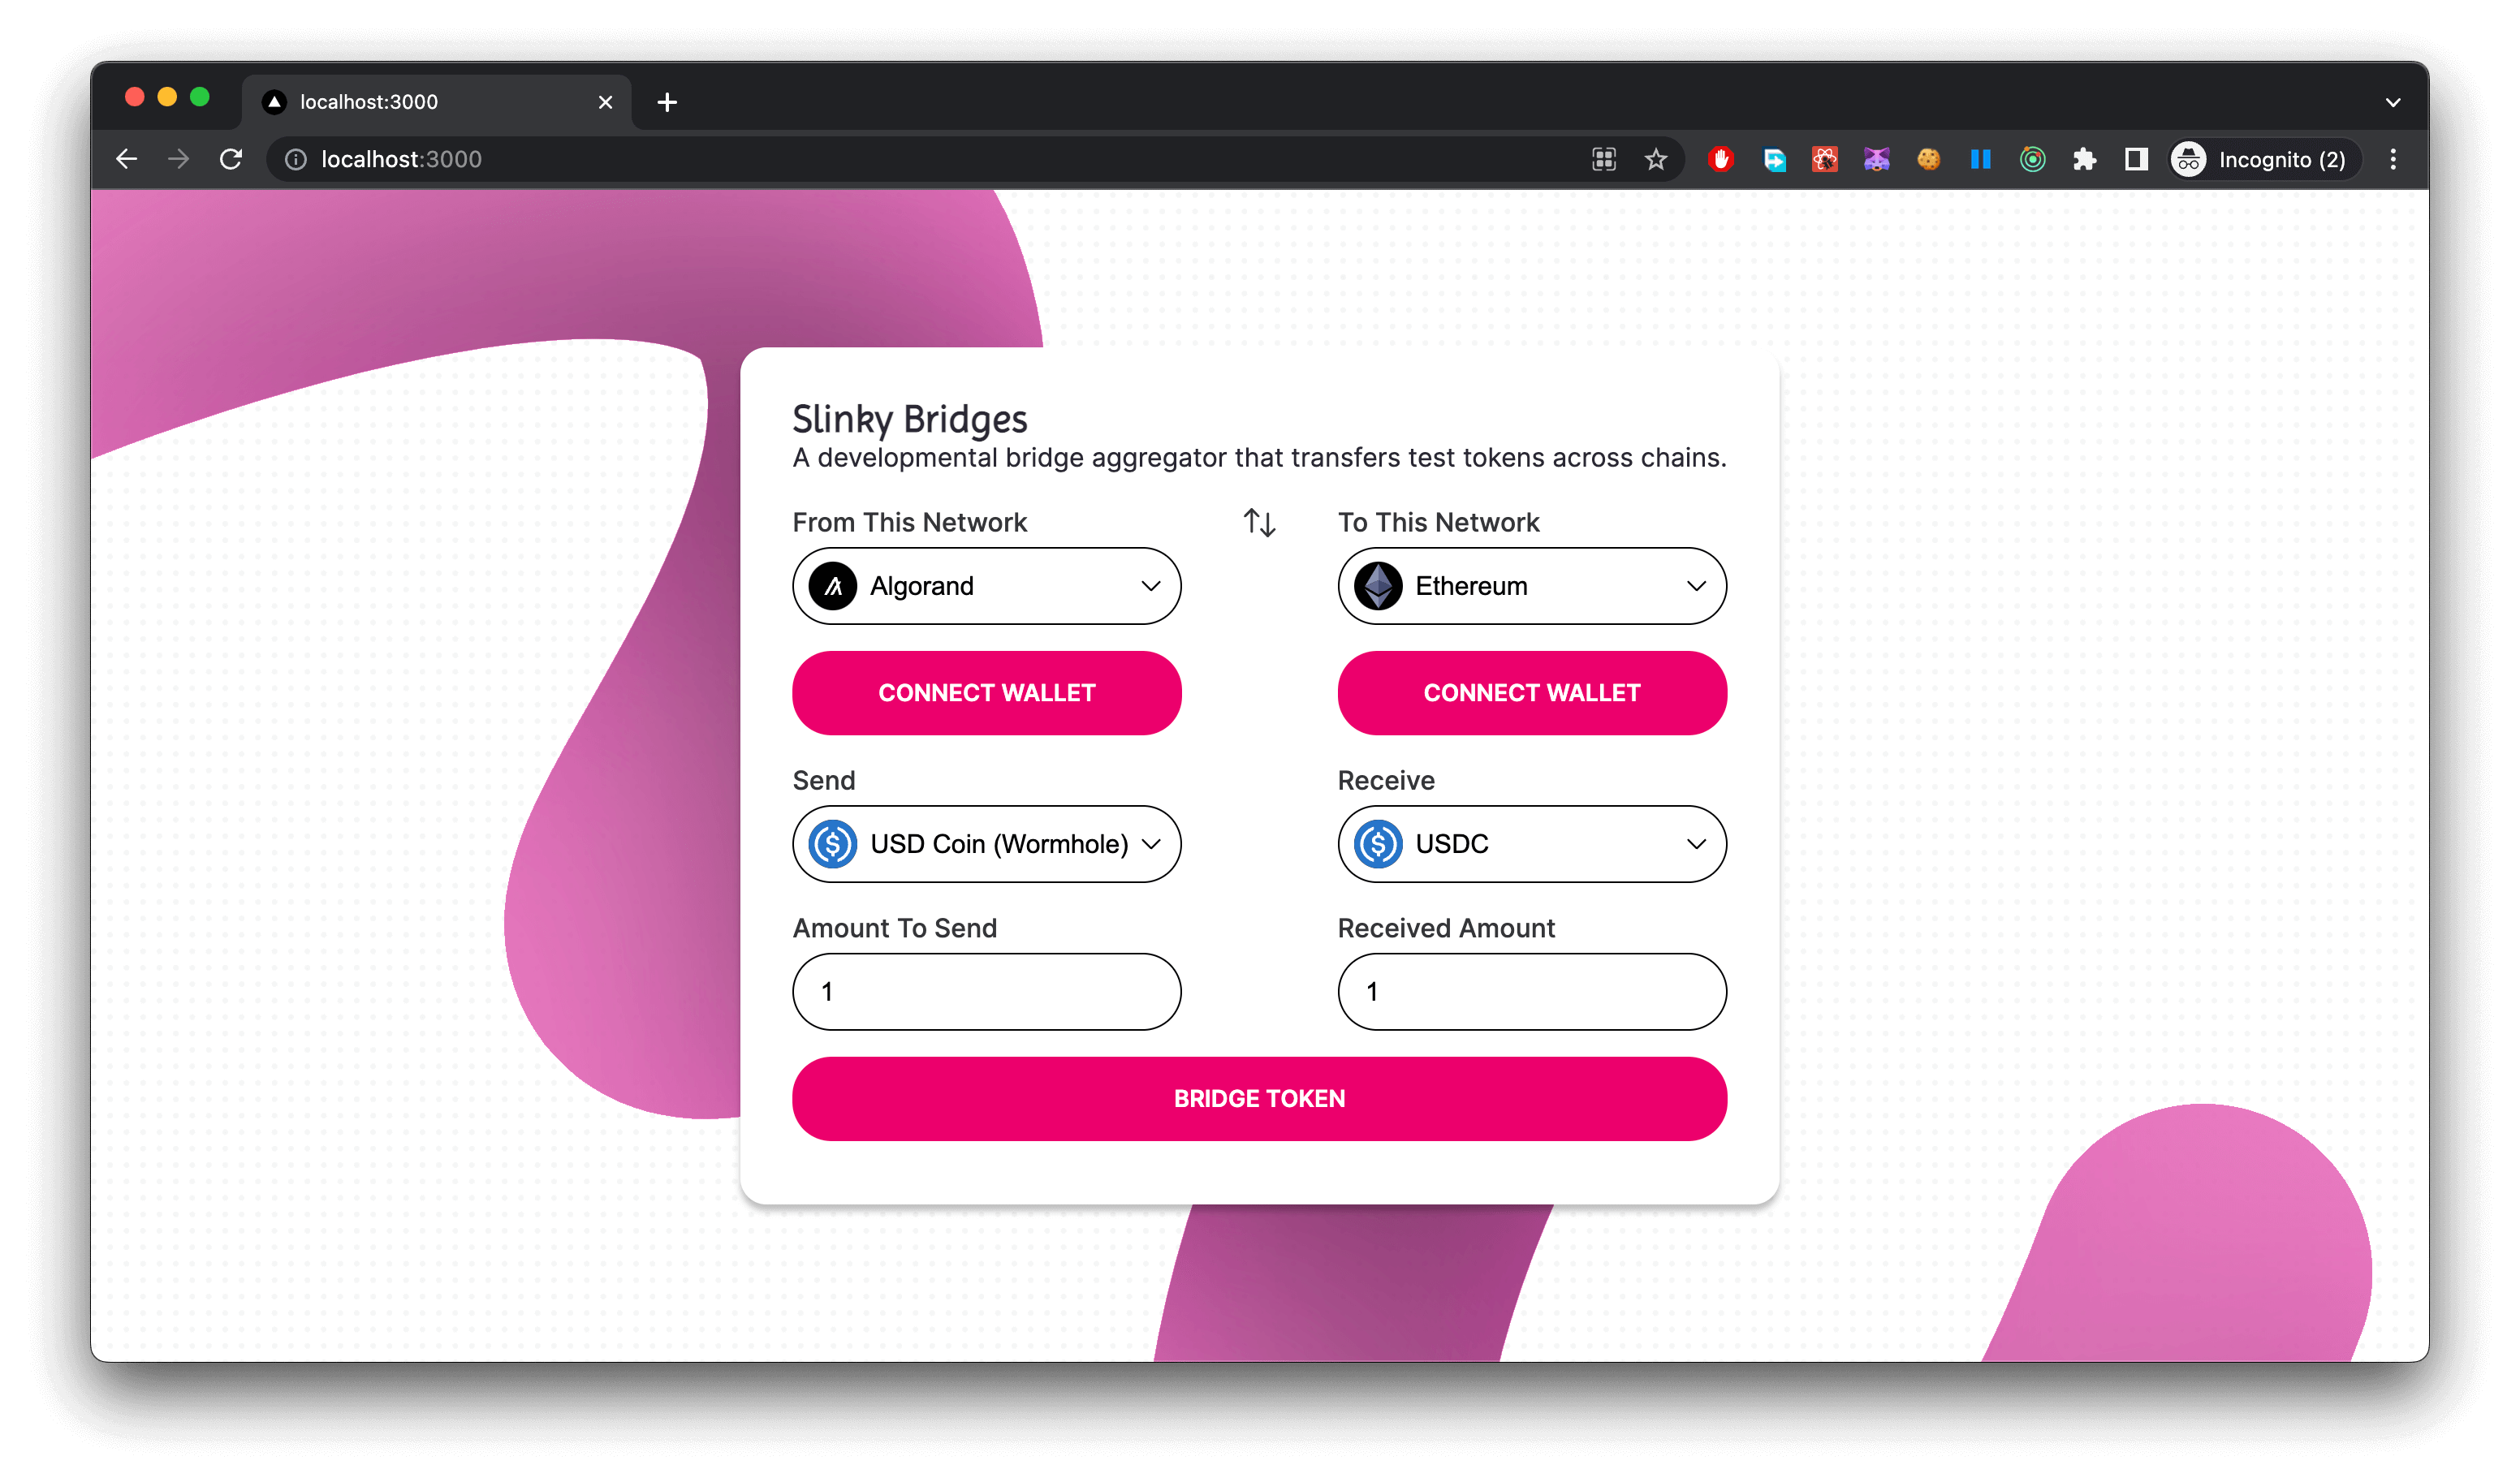 localhost:3000
localhost:3000
Incognito (2)
Slinky Bridges
A developmental bridge aggregator that transfers test tokens across chains.
From This Network
To This Network
Algorand
Ethereum
CONNECT WALLET
CONNECT WALLET
Send
Receive
USD Coin (Wormhole)
USDC
Amount To Send
Received Amount
1
1
BRIDGE TOKEN